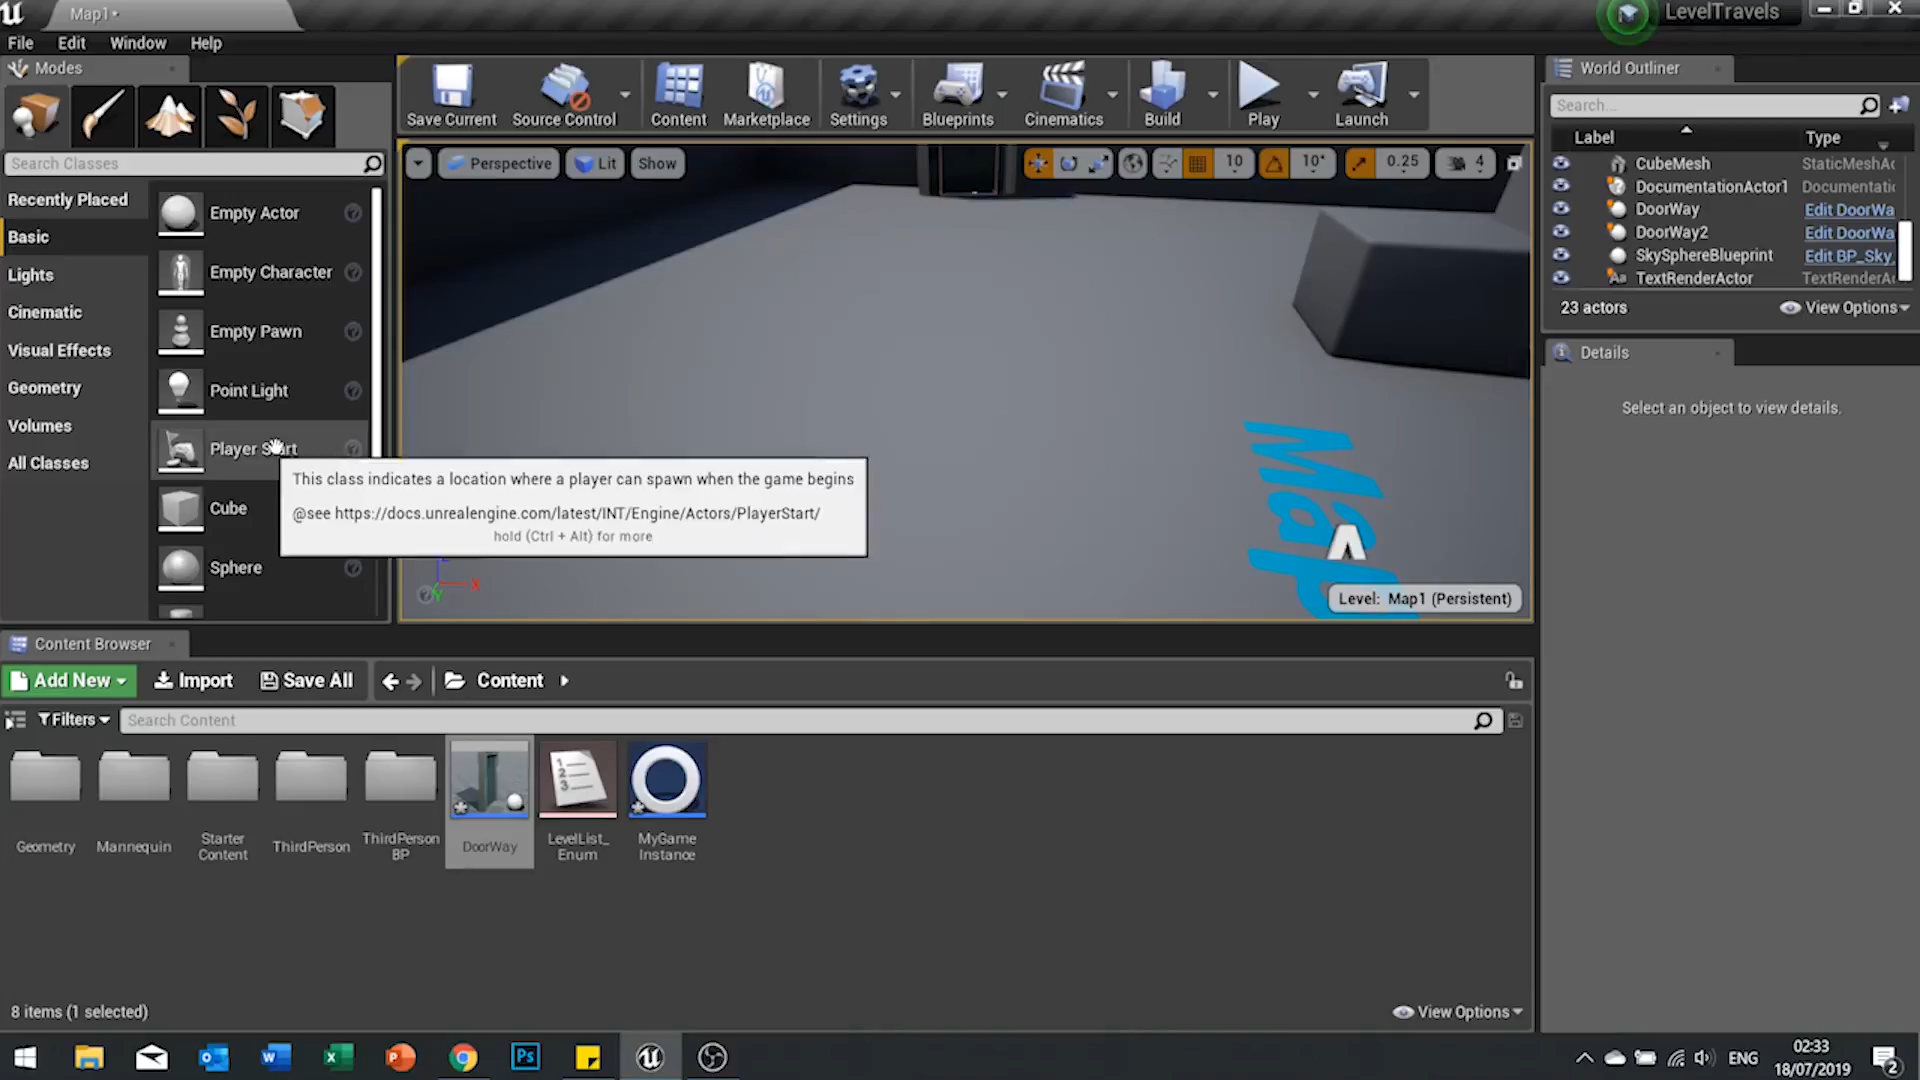 Map1•
LevelTravels
File Edit Window Help
Modes
Search Classes
Recently Placed
Basic
Lights
Cinematic
Visual Effects
Geometry
Volumes
All Classes
Empty Actor
Empty Character
Empty Pawn
Point Light
Player Start
Cube
Sphere
This class indicates a location where a player can spawn when the game begins
@see https://docs.unrealengine.com/latest/INT/Engine/Actors/PlayerStart/
hold (Ctrl + Alt) for more
Save Current Source Control Content Marketplace Settings Blueprints Cinematics Build Play Launch
Perspective Lit Show 10 10° 0.25 4
Map
X
Y
Level: Map1 (Persistent)
World Outliner
Search...
Label Type
CubeMesh StaticMeshAc
DocumentationActor1 Documentatic
DoorWay Edit DoorWa
DoorWay2 Edit DoorWa
SkySphereBlueprint Edit BP_Sky_
TextRenderActor TextRenderAc
23 actors View Options
Details
Select an object to view details.
Content Browser
Add New Import Save All Content
Filters Search Content
Geometry
Mannequin
Starter
Content
ThirdPerson
ThirdPerson
BP
DoorWay
LevelList_
Enum
MyGame
Instance
8 items (1 selected) View Options
ENG
02:33
18/07/2019
2